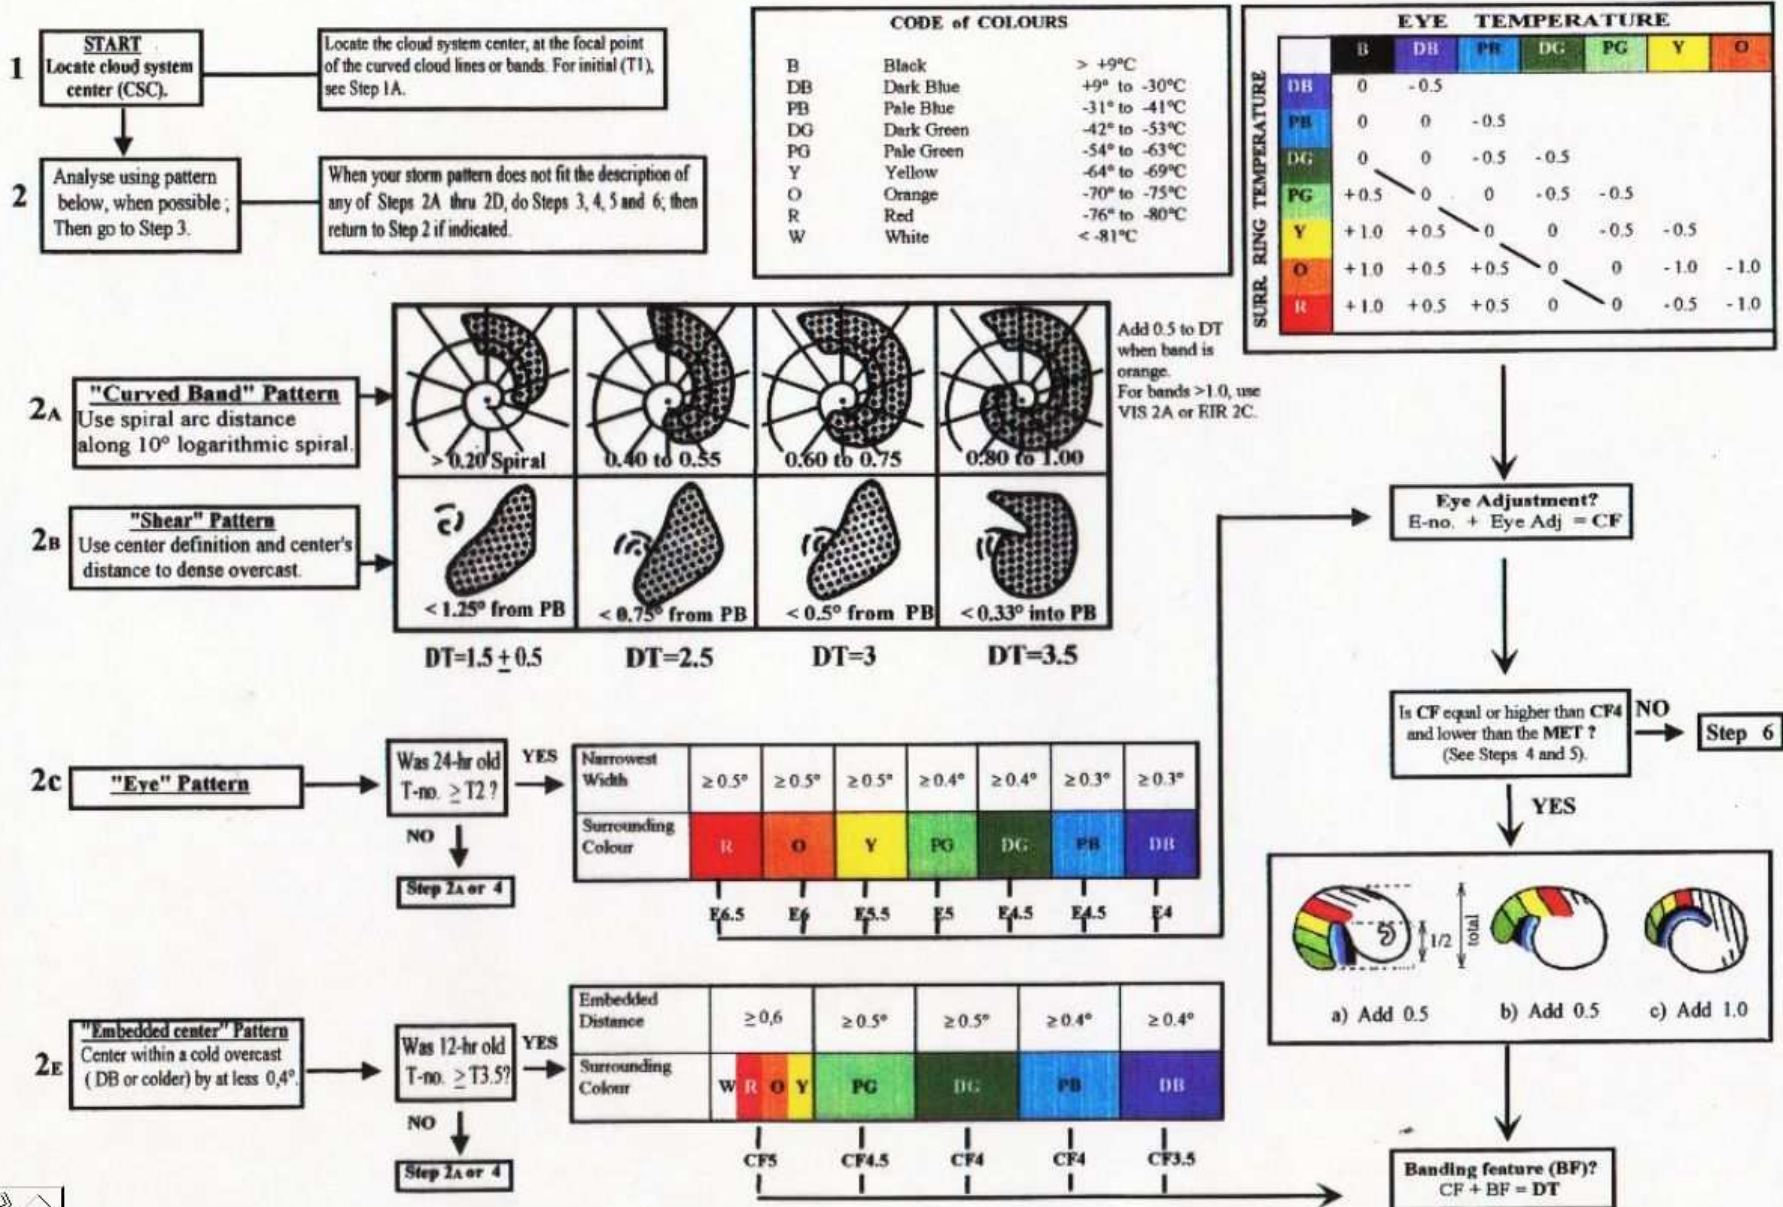 1
START
Locate cloud system
center (CSC).
Locate the cloud system center, at the focal point
of the curved cloud lines or bands. For initial (T1),
see Step 1A.
2
Analyse using pattern
below, when possible ;
Then go to Step 3.
When your storm pattern does not fit the description of
any of Steps 2A thru 2D, do Steps 3, 4, 5 and 6; then
return to Step 2 if indicated.
CODE of COLOURS
B Black > +9°C
DB Dark Blue +9° to -30°C
PB Pale Blue -31° to -41°C
DG Dark Green -42° to -53°C
PG Pale Green -54° to -63°C
Y Yellow -64° to -69°C
O Orange -70° to -75°C
R Red -76° to -80°C
W White < -81°C
EYE TEMPERATURE
SURR. RING TEMPERATURE
B DB PB DG PG Y O
DB 0 - 0.5
PB 0 0 - 0.5
DG 0 0 - 0.5 - 0.5
PG + 0.5 0 0 - 0.5 - 0.5
Y + 1.0 + 0.5 0 0 - 0.5 - 0.5
O + 1.0 + 0.5 + 0.5 0 0 - 1.0 - 1.0
R + 1.0 + 0.5 + 0.5 0 0 - 0.5 - 1.0
2A
"Curved Band" Pattern
Use spiral arc distance
along 10° logarithmic spiral.
> 0.20 Spiral
0.40 to 0.55
0.60 to 0.75
0.80 to 1.00
Add 0.5 to DT
when band is
orange.
For bands >1.0, use
VIS 2A or EIR 2C.
2B
"Shear" Pattern
Use center definition and center's
distance to dense overcast.
< 1.25° from PB
< 0.75° from PB
< 0.5° from PB
< 0.33° into PB
DT=1.5 ± 0.5
DT=2.5
DT=3
DT=3.5
Eye Adjustment?
E-no. + Eye Adj = CF
Is CF equal or higher than CF4
and lower than the MET ?
(See Steps 4 and 5).
NO
Step 6
YES
2C
"Eye" Pattern
Was 24-hr old
T-no. ≥ T2 ?
YES
NO
Step 2A or 4
Narrowest
Width
≥ 0.5° ≥ 0.5° ≥ 0.5° ≥ 0.4° ≥ 0.4° ≥ 0.3° ≥ 0.3°
Surrounding
Colour
R O Y PG DG PB DB
E6.5 E6 E5.5 E5 E4.5 E4.5 E4
1/2
total
a) Add 0.5
b) Add 0.5
c) Add 1.0
2E
"Embedded center" Pattern
Center within a cold overcast
( DB or colder) by at less 0,4°.
Was 12-hr old
T-no. ≥ T3.5?
YES
NO
Step 2A or 4
Embedded
Distance
≥ 0,6 ≥ 0.5° ≥ 0.5° ≥ 0.4° ≥ 0.4°
Surrounding
Colour
W R O Y PG DG PB DB
CF5 CF4.5 CF4 CF4 CF3.5
Banding feature (BF)?
CF + BF = DT